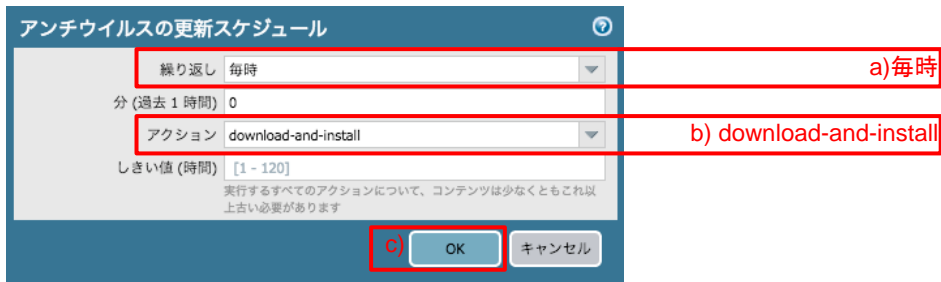 アンチウイルスの更新スケジュール
繰り返し 毎時 a)毎時
分 (過去 1 時間) 0
アクション download-and-install b) download-and-install
しきい値 (時間) [1 - 120]
実行するすべてのアクションについて、コンテンツは少なくともこれ以
上古い必要があります
c) OK キャンセル